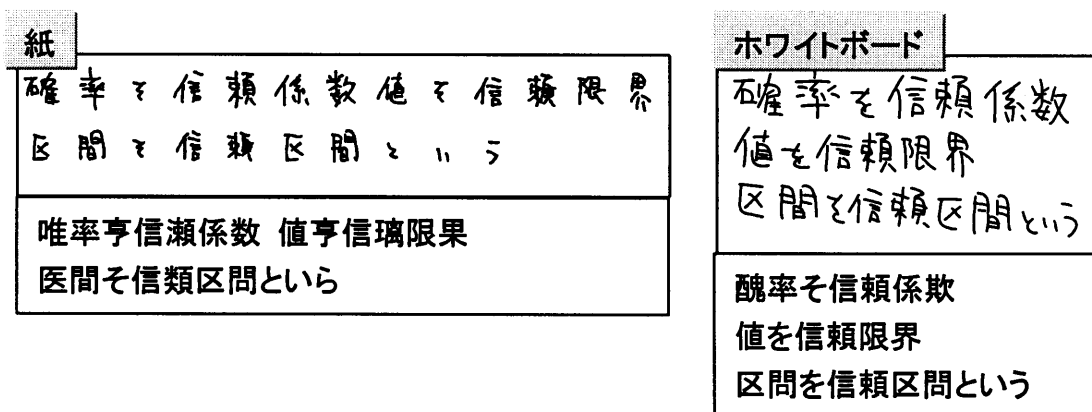 紙
確率を信頼係数値を信頼限界
区間を信頼区間という
唯率亨信瀬係数 値亨信璃限果
医間そ信類区問といら
ホワイトボード
確率を信頼係数
値を信頼限界
区間を信頼区間という
醜率そ信頼係欺
値を信頼限界
区問を信頼区問という